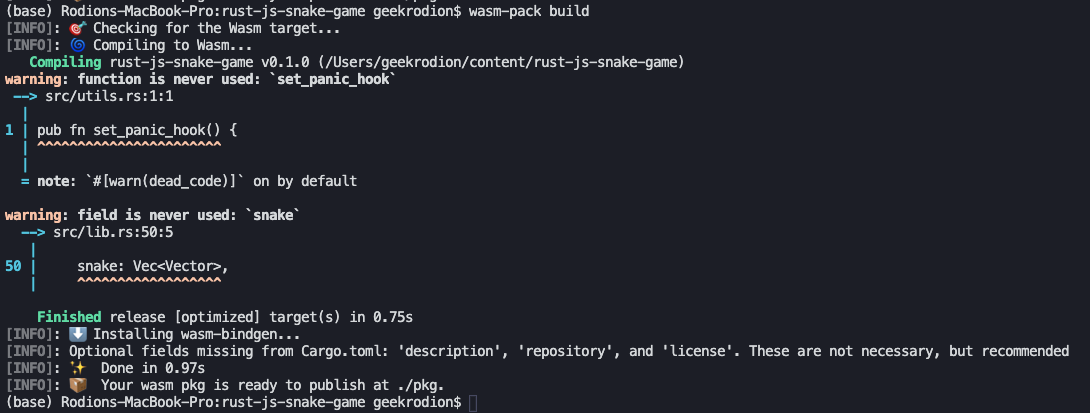 (base) Rodions-MacBook-Pro:rust-js-snake-game geekrodion$ wasm-pack build
[INFO]: 🎯 Checking for the Wasm target...
[INFO]: 🌀 Compiling to Wasm...
   Compiling rust-js-snake-game v0.1.0 (/Users/geekrodion/content/rust-js-snake-game)
warning: function is never used: `set_panic_hook`
 --> src/utils.rs:1:1
  |
1 | pub fn set_panic_hook() {
  | ^^^^^^^^^^^^^^^^^^^^^^^
  |
  = note: `#[warn(dead_code)]` on by default

warning: field is never used: `snake`
  --> src/lib.rs:50:5
   |
50 |     snake: Vec<Vector>,
   |     ^^^^^^^^^^^^^^^^^^

    Finished release [optimized] target(s) in 0.75s
[INFO]: ⬇️ Installing wasm-bindgen...
[INFO]: Optional fields missing from Cargo.toml: 'description', 'repository', and 'license'. These are not necessary, but recommended
[INFO]: ✨  Done in 0.97s
[INFO]: 📦  Your wasm pkg is ready to publish at ./pkg.
(base) Rodions-MacBook-Pro:rust-js-snake-game geekrodion$